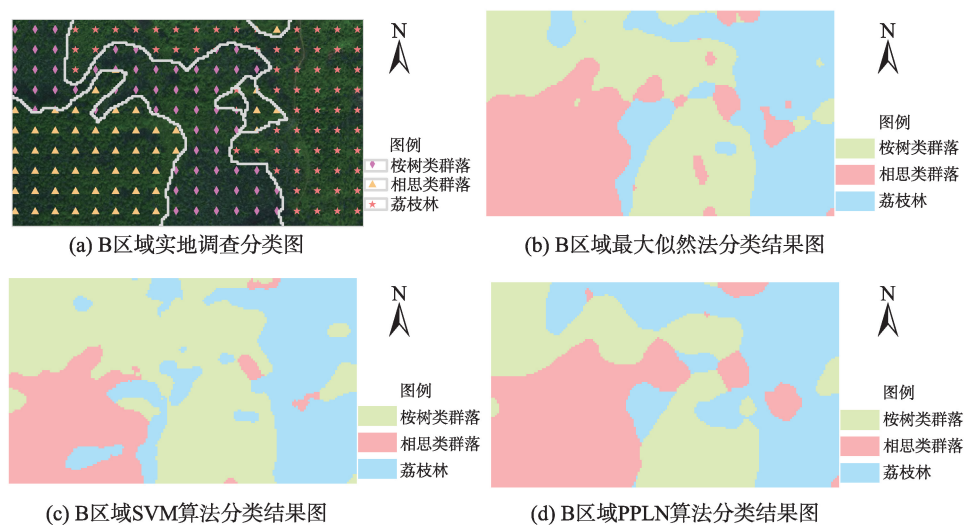 N
图例
桉树类群落
相思类群落
荔枝林
(a) B区域实地调查分类图
N
图例
桉树类群落
相思类群落
荔枝林
(b) B区域最大似然法分类结果图
N
图例
桉树类群落
相思类群落
荔枝林
(c) B区域SVM算法分类结果图
N
图例
桉树类群落
相思类群落
荔枝林
(d) B区域PPLN算法分类结果图